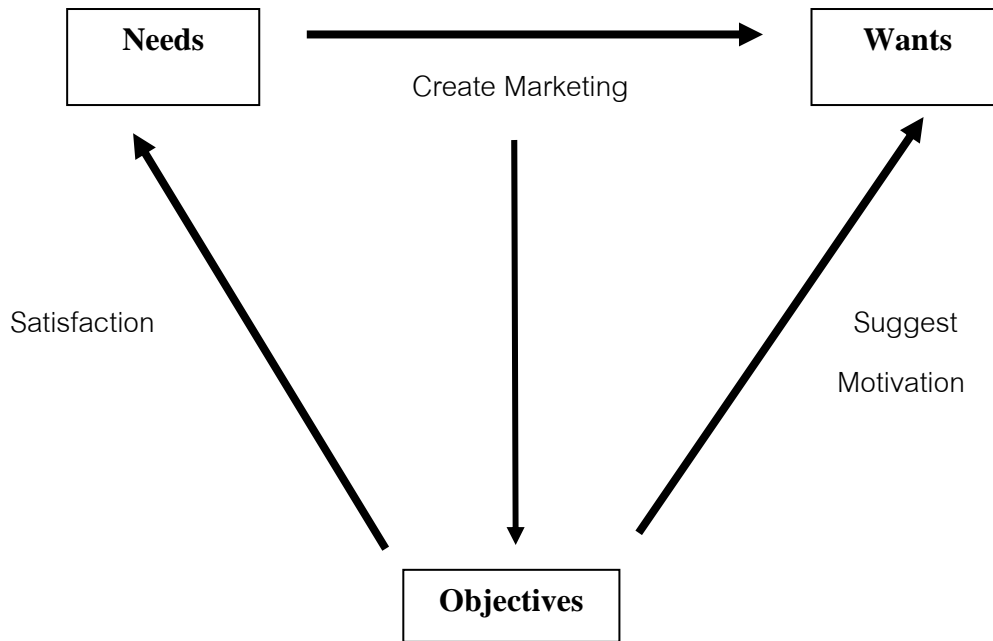 Needs
Wants
Create Marketing
Satisfaction
Suggest
Motivation
Objectives